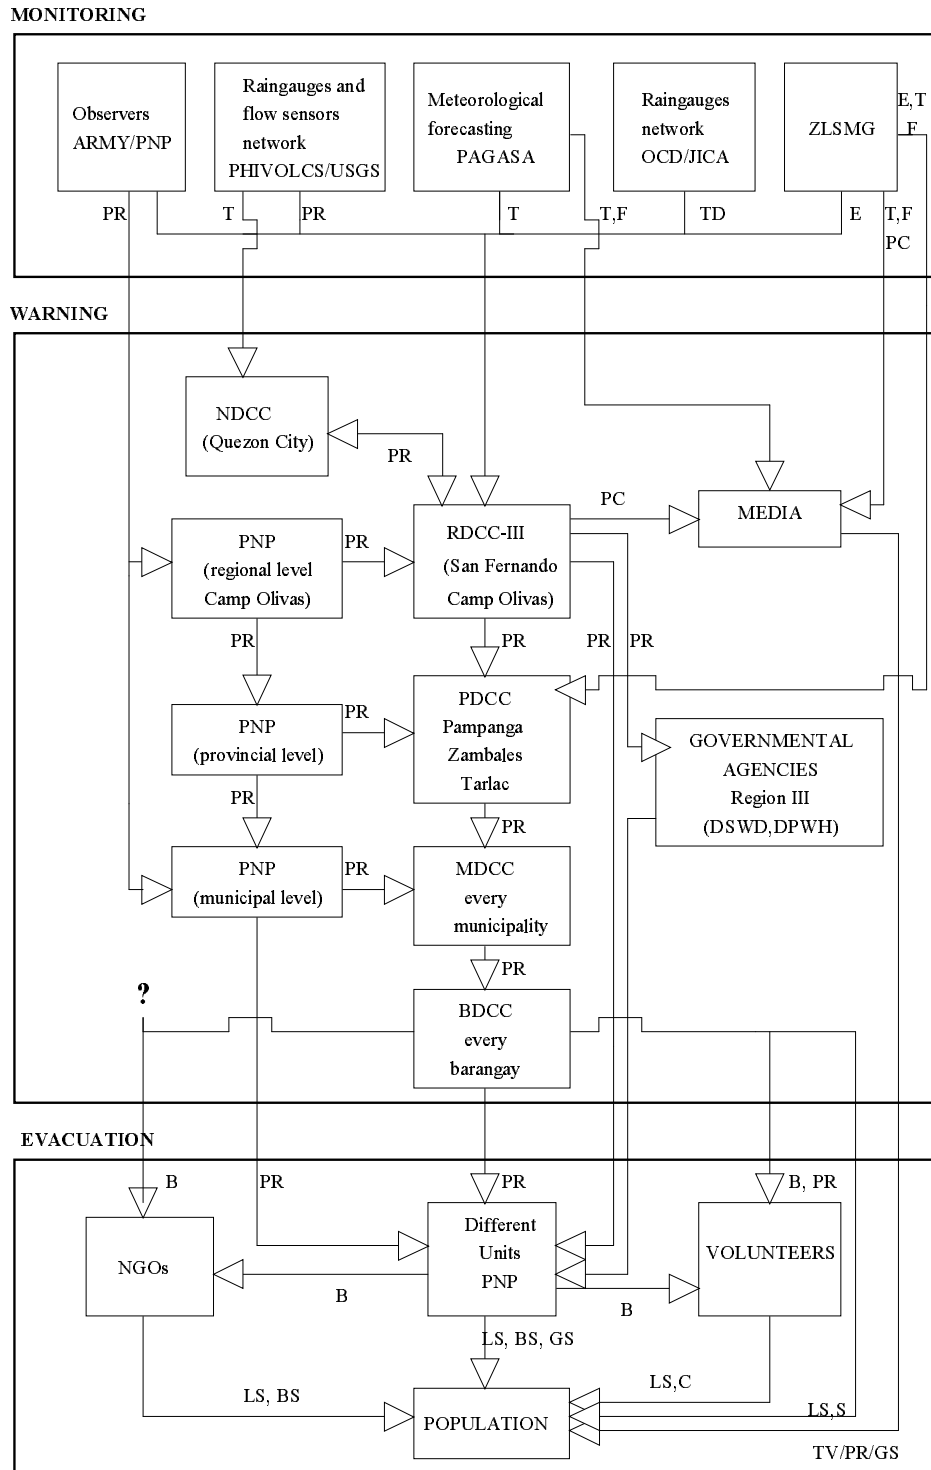 MONITORING
Observers
ARMY/PNP
Raingauges and
flow sensors
network
PHIVOLCS/USGS
Meteorological
forecasting
PAGASA
Raingauges
network
OCD/JICA
ZLSMG
E,T
F
PR
T
PR
T
T,F
TD
E
T,F
PC
WARNING
NDCC
(Quezon City)
PR
PC
MEDIA
PNP
(regional level
Camp Olivas)
PR
RDCC-III
(San Fernando
Camp Olivas)
PR
PR
PR
PR
PNP
(provincial level)
PR
PDCC
Pampanga
Zambales
Tarlac
GOVERNMENTAL
AGENCIES
Region III
(DSWD,DPWH)
PR
PR
PNP
(municipal level)
PR
MDCC
every
municipality
PR
?
BDCC
every
barangay
EVACUATION
B
PR
PR
B, PR
NGOs
Different
Units
PNP
VOLUNTEERS
B
B
LS, BS, GS
LS, BS
LS,C
LS,S
POPULATION
TV/PR/GS